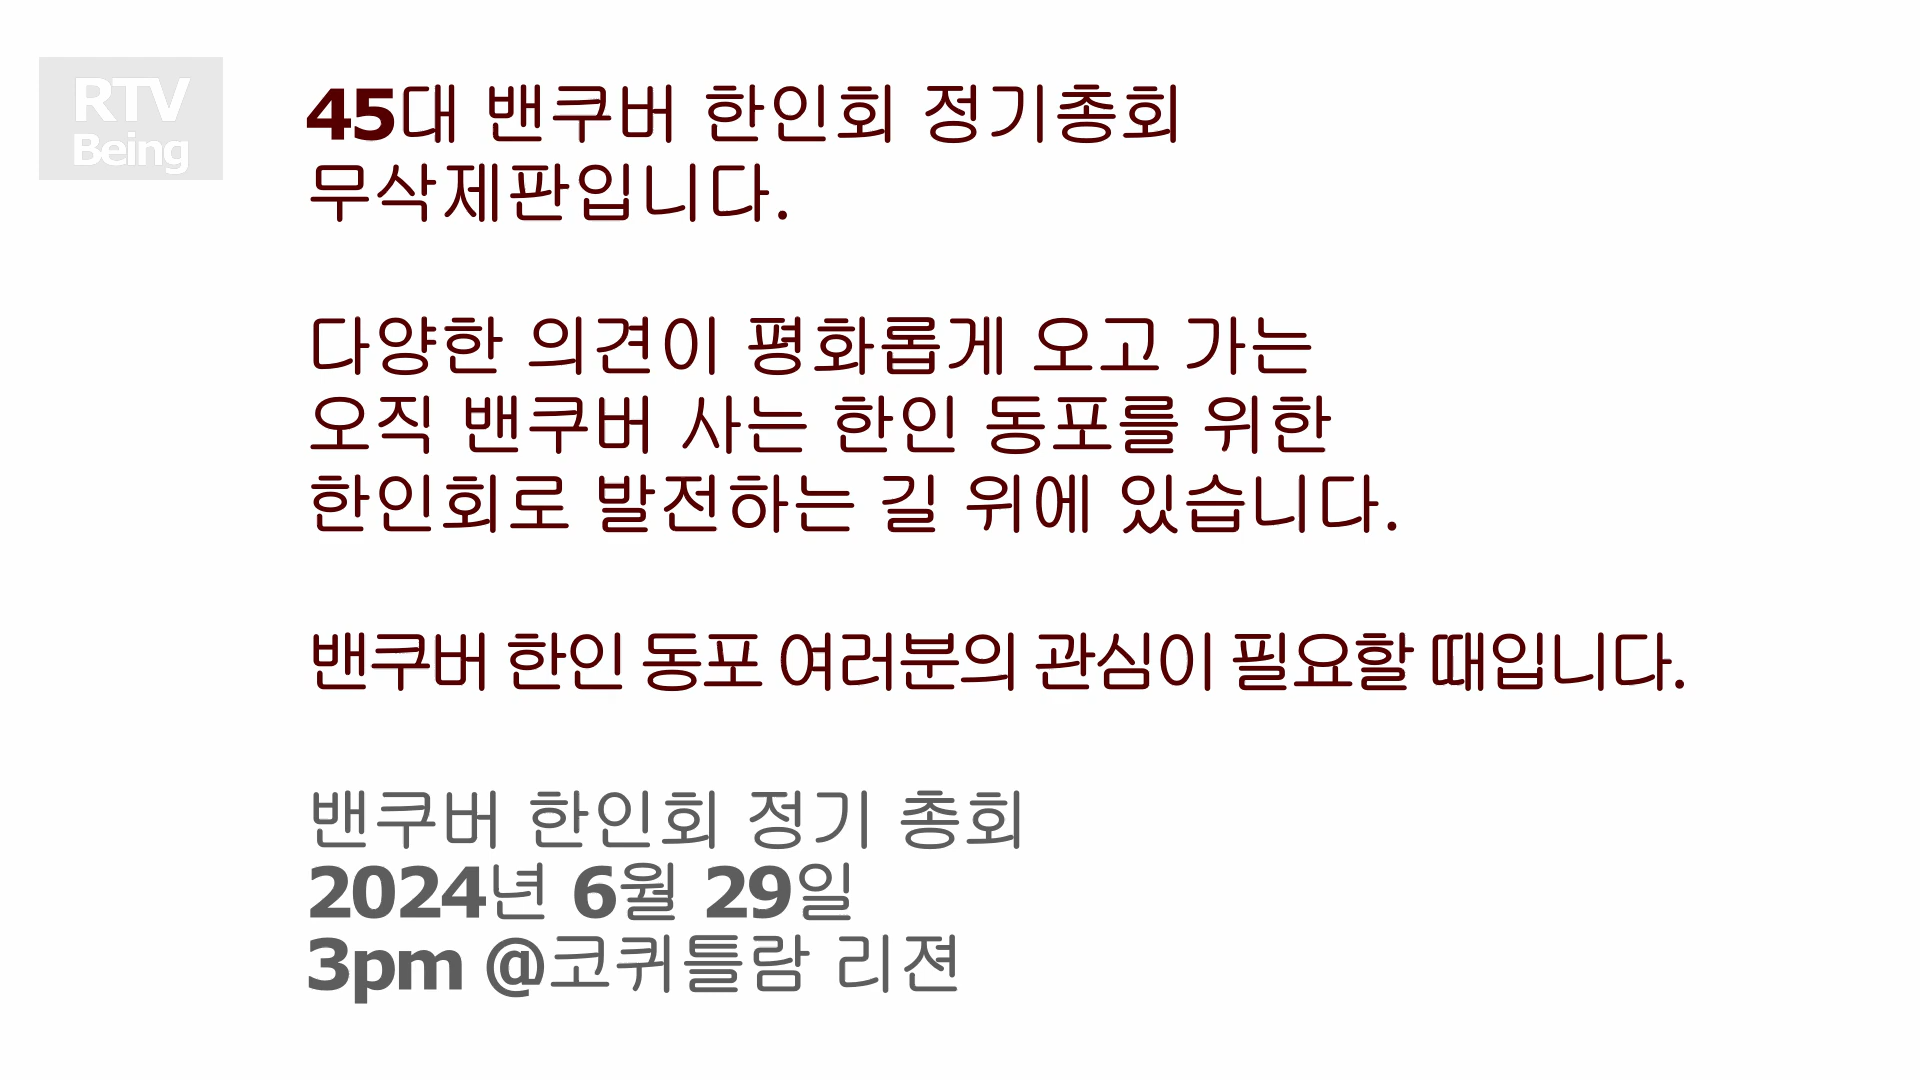 RTV
Being
45대 밴쿠버 한인회 정기총회
무삭제판입니다.
다양한 의견이 평화롭게 오고 가는
오직 밴쿠버 사는 한인 동포를 위한
한인회로 발전하는 길 위에 있습니다.
밴쿠버 한인 동포 여러분의 관심이 필요할 때입니다.
밴쿠버 한인회 정기 총회
2024년 6월 29일
3pm @코퀴틀람 리젼